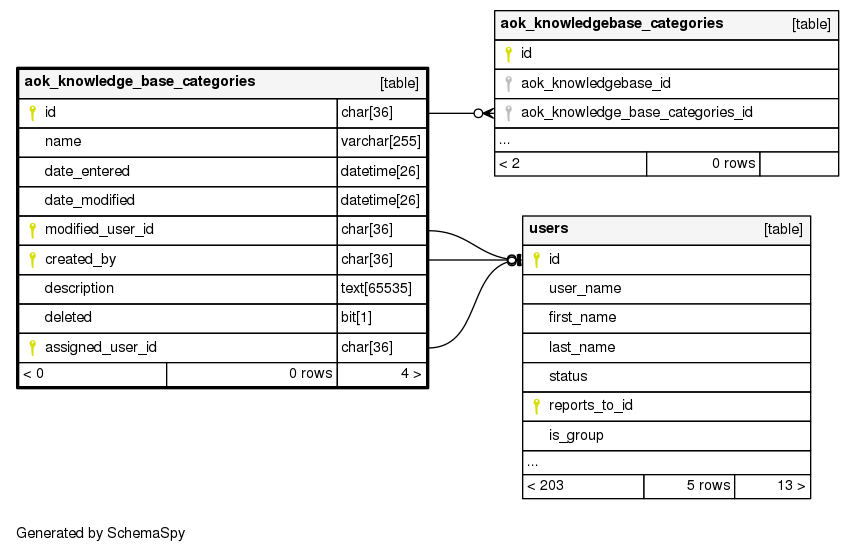 aok_knowledge_base_categories [table]
id char[36]
name varchar[255]
date_entered datetime[26]
date_modified datetime[26]
modified_user_id char[36]
created_by char[36]
description text[65535]
deleted bit[1]
assigned_user_id char[36]
< 0 0 rows 4 >
aok_knowledgebase_categories [table]
id
aok_knowledgebase_id
aok_knowledge_base_categories_id
...
< 2 0 rows
users [table]
id
user_name
first_name
last_name
status
reports_to_id
is_group
...
< 203 5 rows 13 >
Generated by SchemaSpy